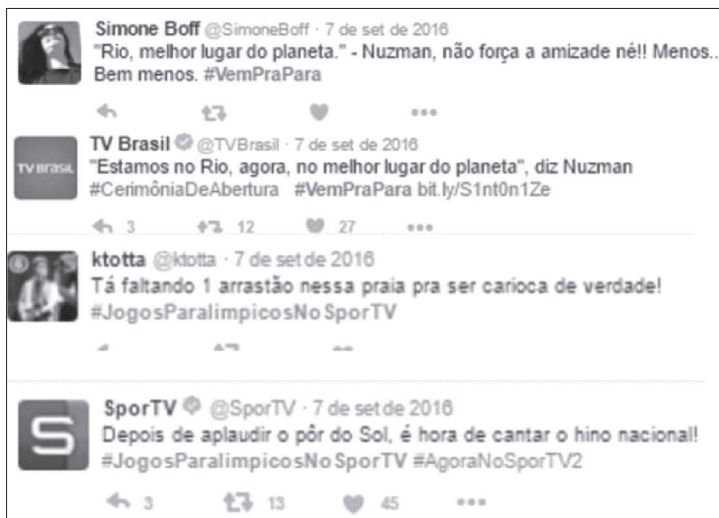 Simone Boff @SimoneBoff · 7 de set de 2016
"Rio, melhor lugar do planeta." - Nuzman, não força a amizade né!! Menos..
Bem menos. #VemPraPara
TV BRASIL
TV Brasil @TVBrasil · 7 de set de 2016
"Estamos no Rio, agora, no melhor lugar do planeta", diz Nuzman
#CerimôniaDeAbertura #VemPraPara bit.ly/S1nt0n1Ze
3 12 27
ktotta @ktotta · 7 de set de 2016
Tá faltando 1 arrastão nessa praia pra ser carioca de verdade!
#JogosParalimpicosNoSporTV
S
SporTV @SporTV · 7 de set de 2016
Depois de aplaudir o pôr do Sol, é hora de cantar o hino nacional!
#JogosParalimpicosNoSporTV #AgoraNoSporTV2
3 13 45